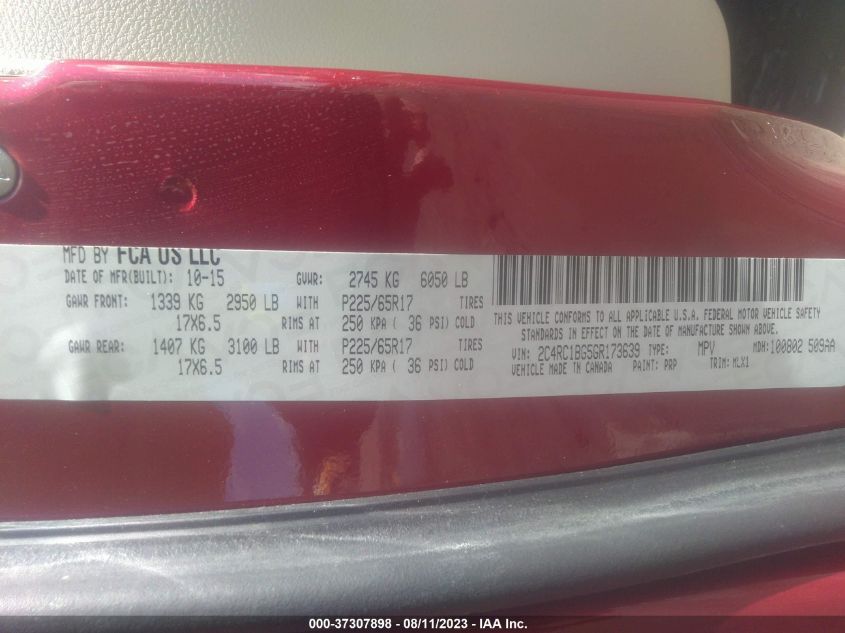 MFD BY FCA US LLC
DATE OF MFR(BUILT): 10-15 GVWR: 2745 KG 6050 LB
GAWR FRONT: 1339 KG 2950 LB WITH P225/65R17 TIRES
17X6.5 RIMS AT 250 KPA ( 36 PSI) COLD
GAWR REAR: 1407 KG 3100 LB WITH P225/65R17 TIRES
17X6.5 RIMS AT 250 KPA ( 36 PSI) COLD
THIS VEHICLE CONFORMS TO ALL APPLICABLE U.S.A. FEDERAL MOTOR VEHICLE SAFETY
STANDARDS IN EFFECT ON THE DATE OF MANUFACTURE SHOWN ABOVE.
VIN: 2C4RC1BG5GR173639 TYPE: MPV MDH: 100802 509AA
VEHICLE MADE IN CANADA PAINT: PRP TRIM: MLX1
000-37307898 - 08/11/2023 - IAA Inc.